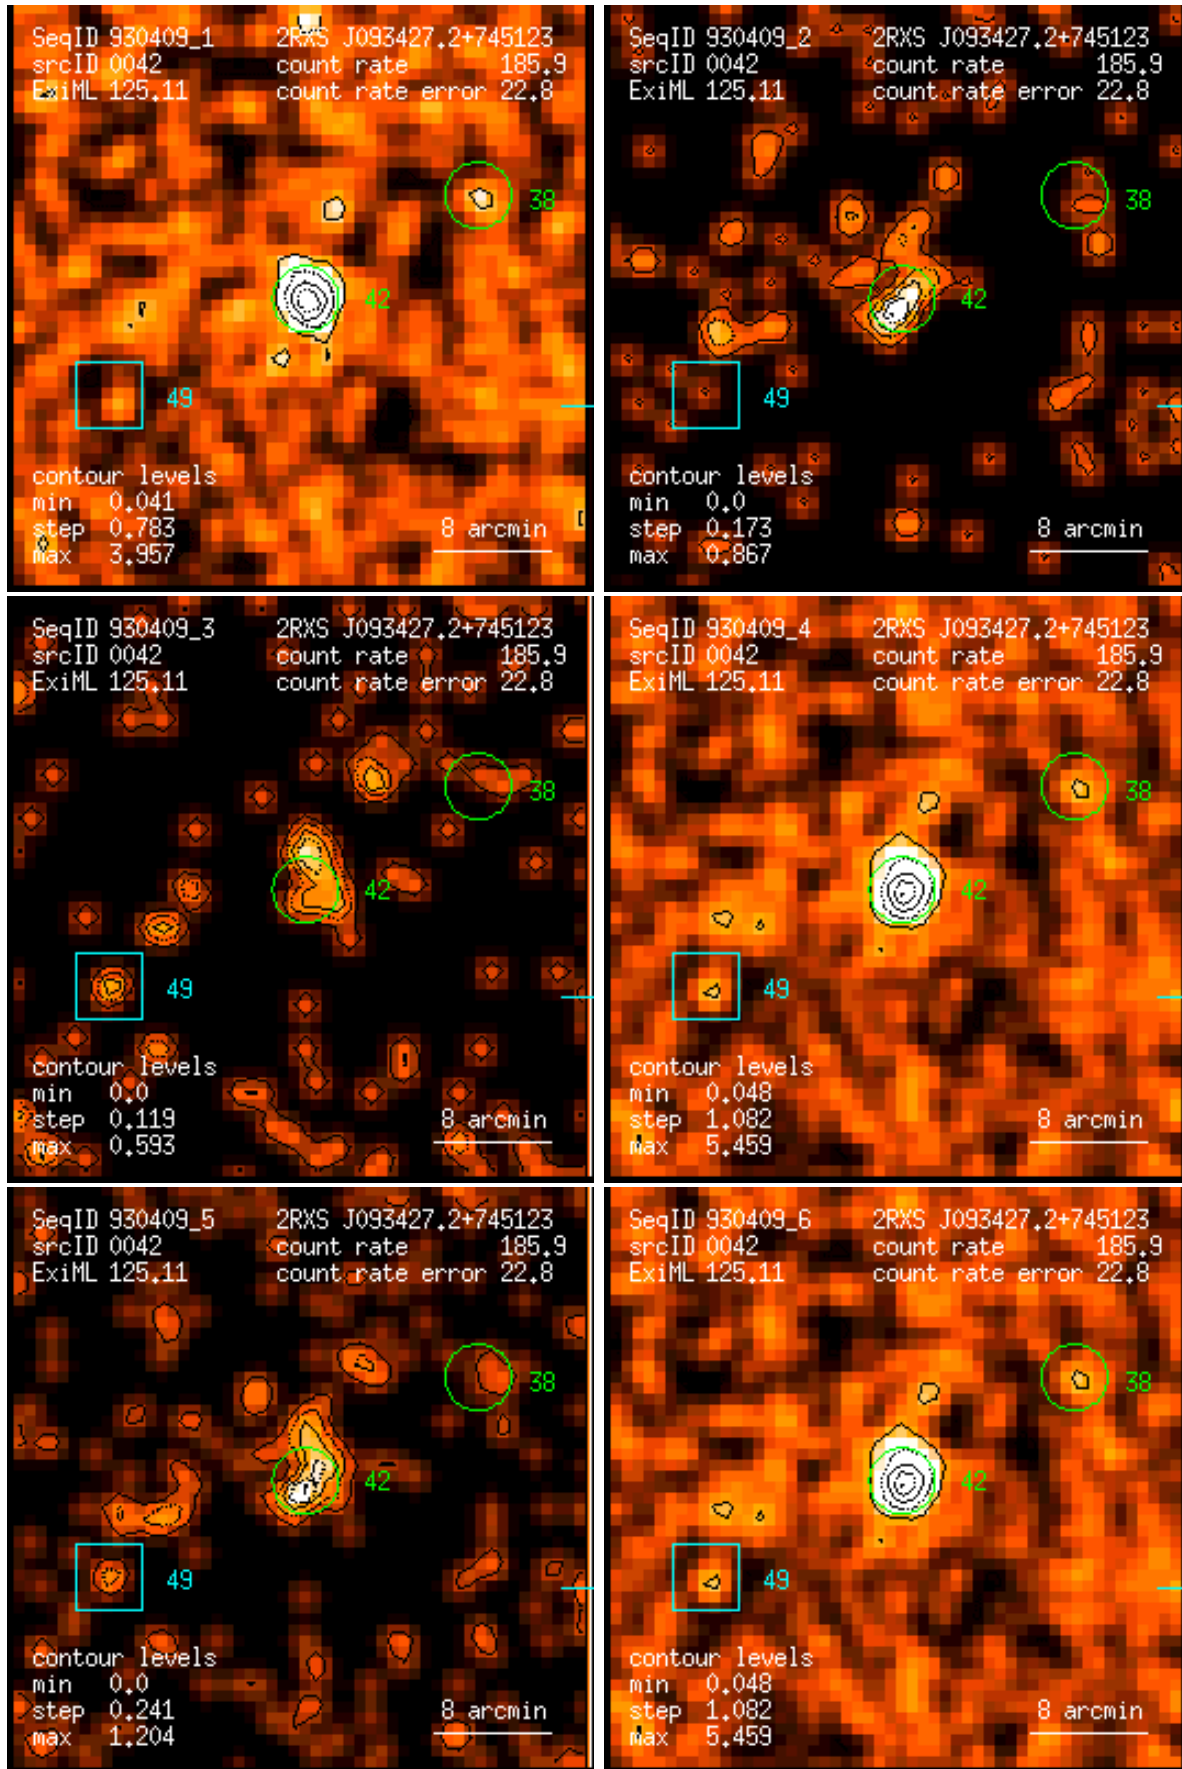 SeqID 930409_1 2RXS J093427.2+745123
srcID 0042 count rate 185.9
ExiML 125.11 count rate error 22.8
38
42
49
contour levels
min 0.041
step 0.783 8 arcmin
max 3.957
SeqID 930409_2 2RXS J093427.2+745123
srcID 0042 count rate 185.9
ExiML 125.11 count rate error 22.8
38
42
49
contour levels
min 0.0
step 0.173 8 arcmin
max 0.867
SeqID 930409_3 2RXS J093427.2+745123
srcID 0042 count rate 185.9
ExiML 125.11 count rate error 22.8
38
42
49
contour levels
min 0.0
step 0.119 8 arcmin
max 0.593
SeqID 930409_4 2RXS J093427.2+745123
srcID 0042 count rate 185.9
ExiML 125.11 count rate error 22.8
38
42
49
contour levels
min 0.048
step 1.082 8 arcmin
max 5.459
SeqID 930409_5 2RXS J093427.2+745123
srcID 0042 count rate 185.9
ExiML 125.11 count rate error 22.8
38
42
49
contour levels
min 0.0
step 0.241 8 arcmin
max 1.204
SeqID 930409_6 2RXS J093427.2+745123
srcID 0042 count rate 185.9
ExiML 125.11 count rate error 22.8
38
42
49
contour levels
min 0.048
step 1.082 8 arcmin
max 5.459